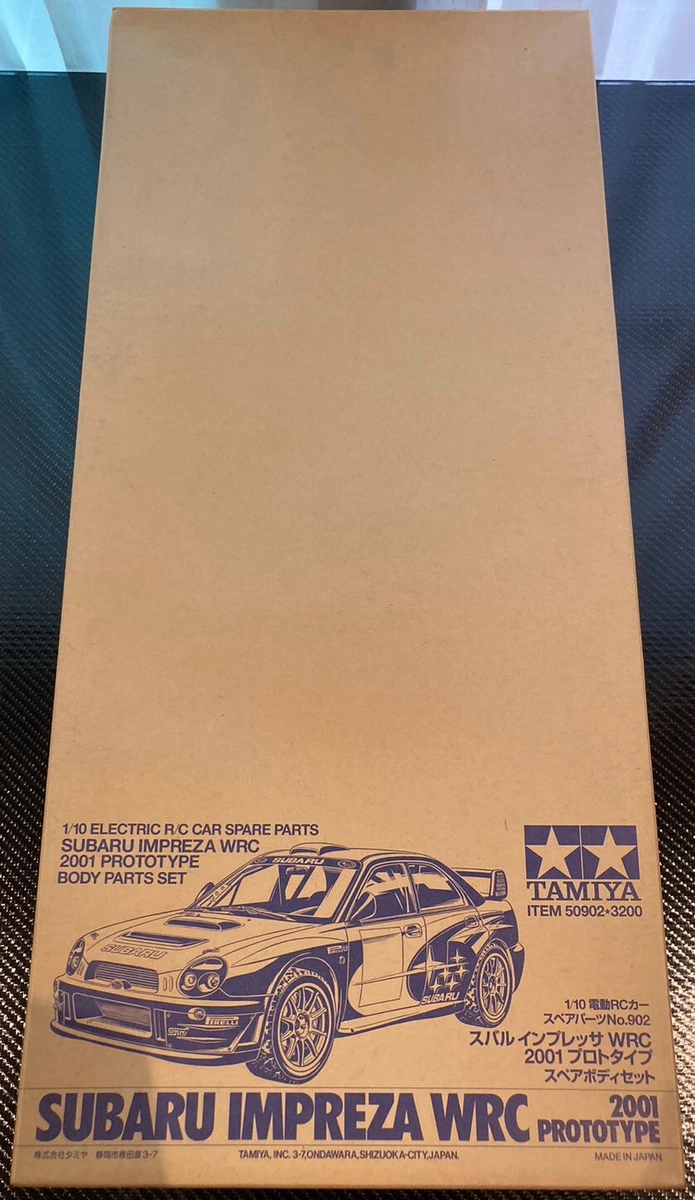 1/10 ELECTRIC R/C CAR SPARE PARTS
SUBARU IMPREZA WRC
2001 PROTOTYPE
BODY PARTS SET
TAMIYA
ITEM 50902★3200
SUBARU
SUBARU
PIRELLI
STi
SUBARU
1/10 電動RCカー
スペアパーツNo.902
スバル インプレッサ WRC
2001 プロトタイプ
スペアボディセット
SUBARU IMPREZA WRC 2001 PROTOTYPE
株式会社タミヤ 静岡市恩田原3-7
TAMIYA, INC. 3-7,ONDAWARA,SHIZUOKA-CITY,JAPAN.
MADE IN JAPAN